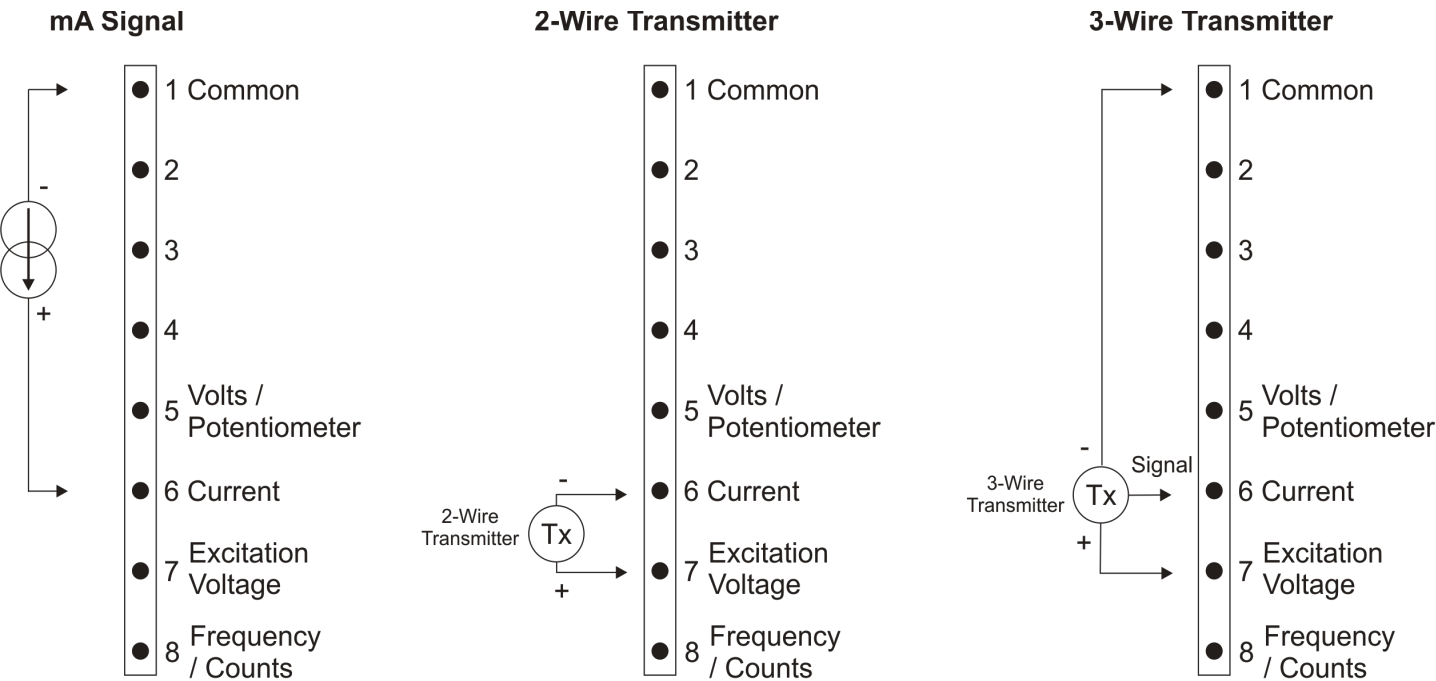 mA Signal
1 Common
2
3
4
5 Volts /
Potentiometer
6 Current
7 Excitation
Voltage
8 Frequency
/ Counts
-
+
2-Wire Transmitter
1 Common
2
3
4
5 Volts /
Potentiometer
6 Current
7 Excitation
Voltage
8 Frequency
/ Counts
2-Wire
Transmitter
Tx
-
+
3-Wire Transmitter
1 Common
2
3
4
5 Volts /
Potentiometer
6 Current
7 Excitation
Voltage
8 Frequency
/ Counts
3-Wire
Transmitter
Tx
-
Signal
+